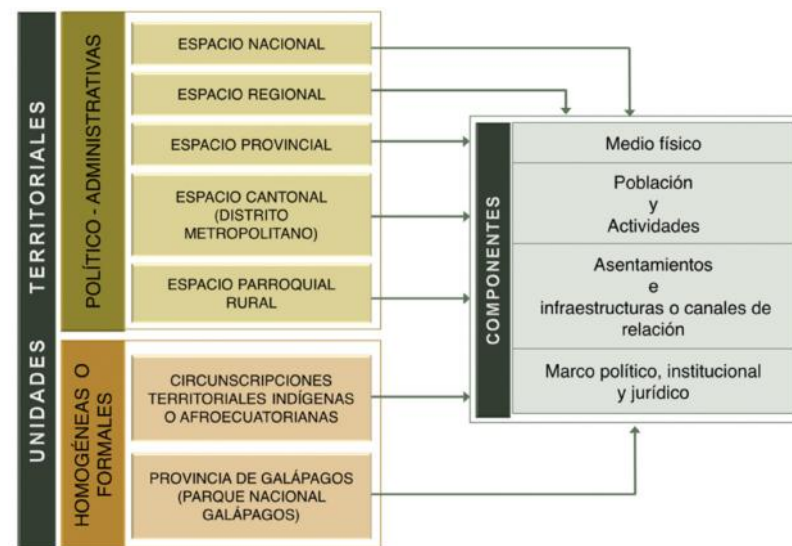 UNIDADES TERRITORIALES
POLÍTICO - ADMINISTRATIVAS
ESPACIO NACIONAL
ESPACIO REGIONAL
ESPACIO PROVINCIAL
ESPACIO CANTONAL
(DISTRITO
METROPOLITANO)
ESPACIO PARROQUIAL
RURAL
HOMOGÉNEAS O
FORMALES
CIRCUNSCRIPCIONES
TERRITORIALES INDÍGENAS
O AFROECUATORIANAS
PROVINCIA DE GALÁPAGOS
(PARQUE NACIONAL
GALÁPAGOS)
COMPONENTES
Medio físico
Población
y
Actividades
Asentamientos
e
infraestructuras o canales de
relación
Marco político, institucional
y jurídico